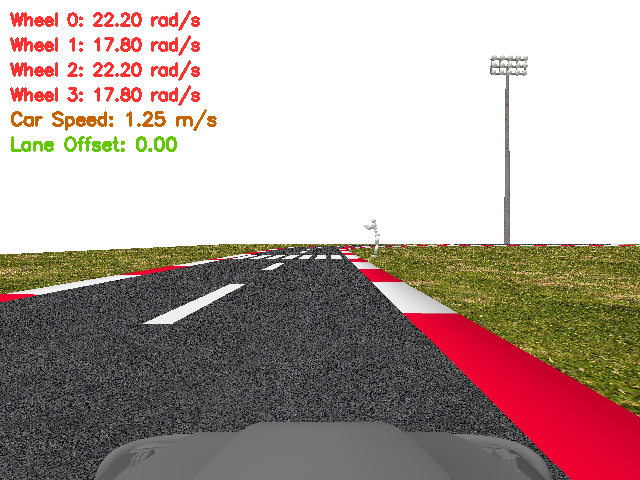 Wheel 0: 22.20 rad/s
Wheel 1: 17.80 rad/s
Wheel 2: 22.20 rad/s
Wheel 3: 17.80 rad/s
Car Speed: 1.25 m/s
Lane Offset: 0.00